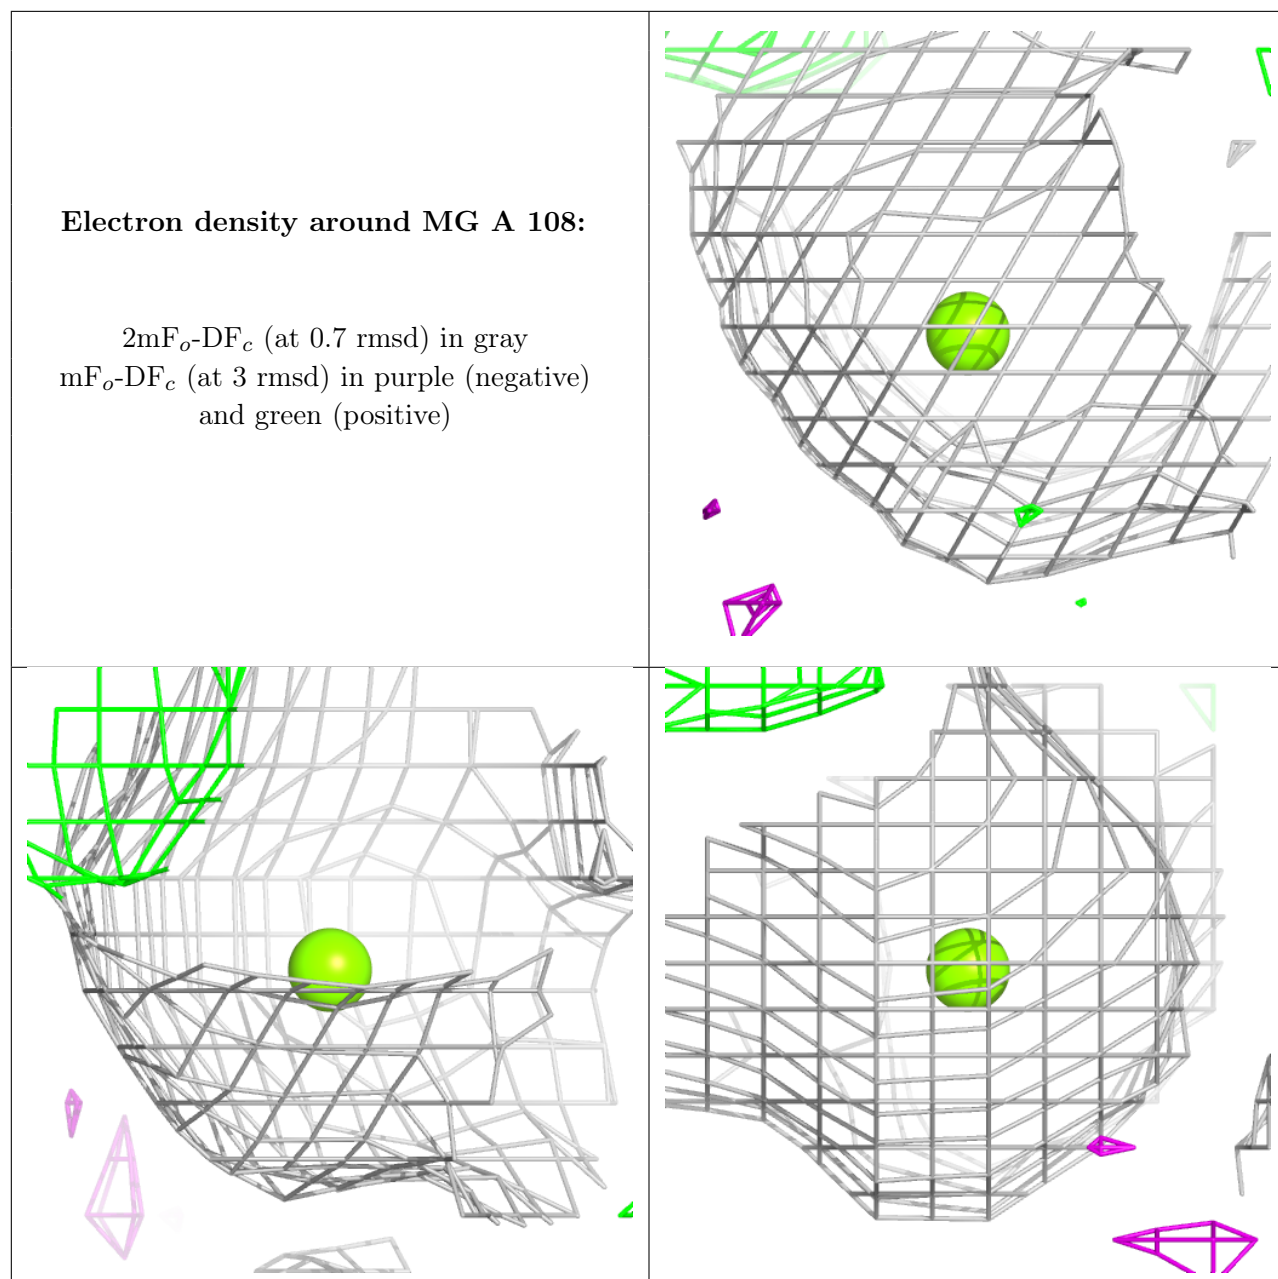 Electron density around MG A 108:
2mFo-DFc (at 0.7 rmsd) in gray
mFo-DFc (at 3 rmsd) in purple (negative)
and green (positive)